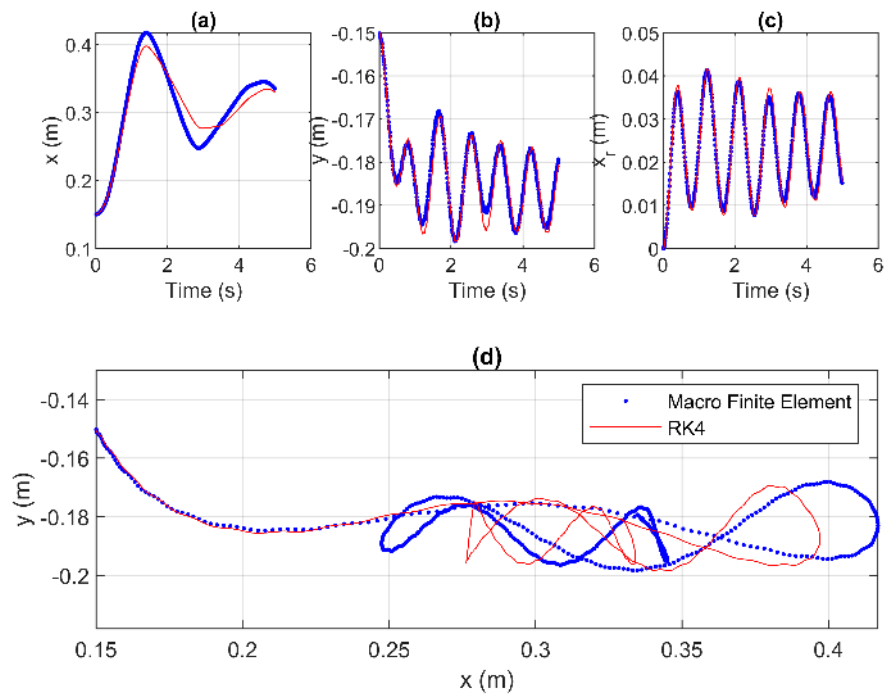 (a)
(b)
(c)
0.4
0.3
0.2
0.1
x (m)
0
2
4
6
Time (s)
-0.15
-0.16
-0.17
-0.18
-0.19
-0.2
y (m)
0
2
4
6
Time (s)
0.05
0.04
0.03
0.02
0.01
0
x_r (m)
0
2
4
6
Time (s)
(d)
-0.14
-0.16
-0.18
-0.2
y (m)
Macro Finite Element
RK4
0.15
0.2
0.25
0.3
0.35
0.4
x (m)